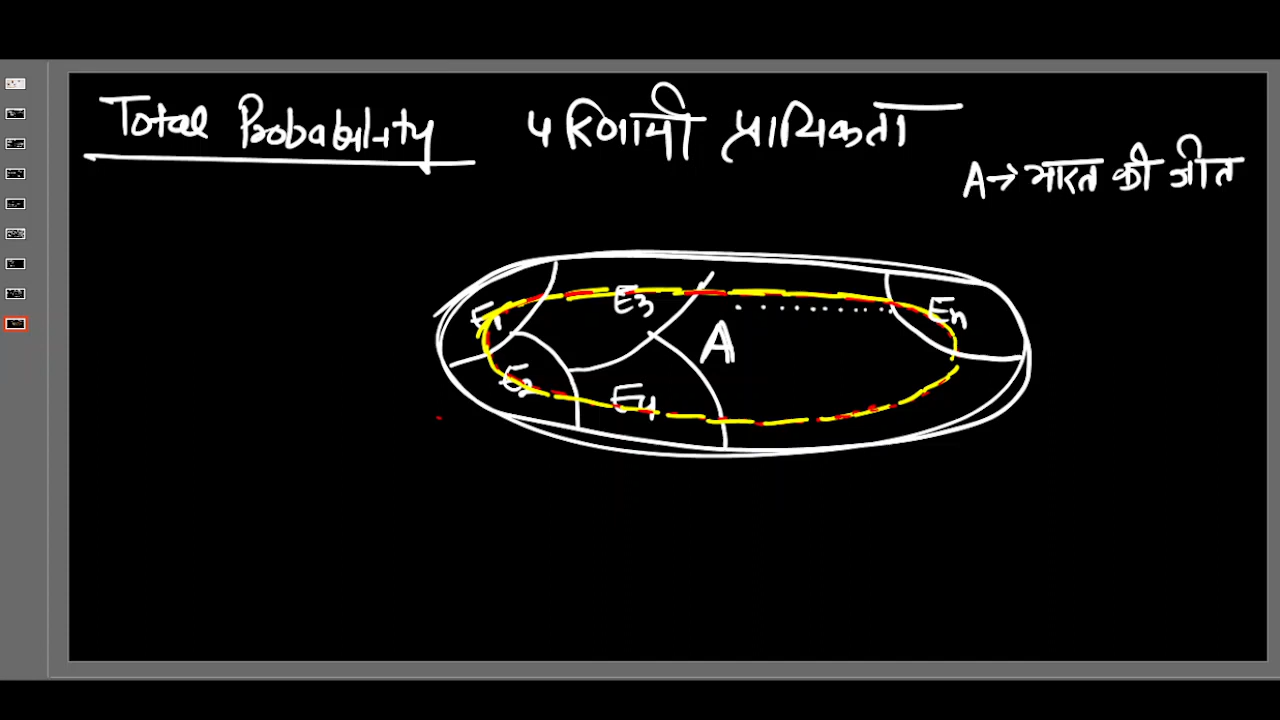 Total Probability परिणामी प्रायिकता
A→ भारत की जीत
E1 E3 En
A
E2 E4